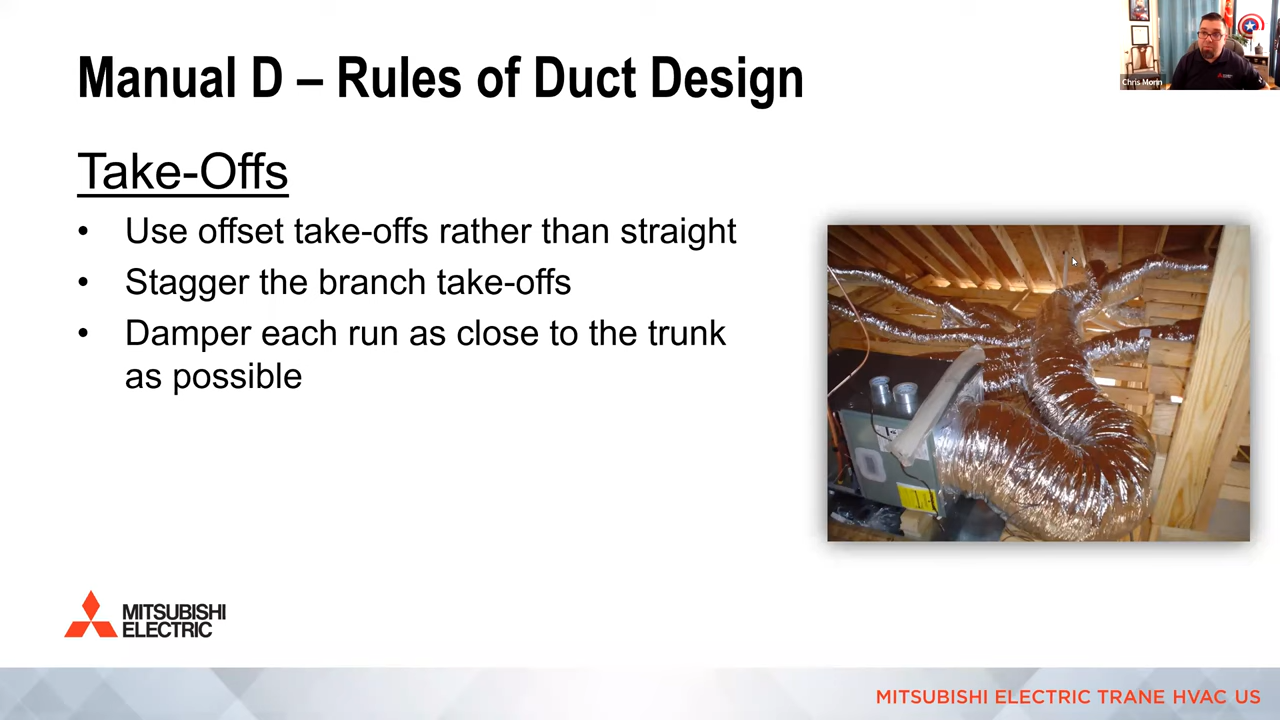 Manual D – Rules of Duct Design
Chris Morin
Take-Offs
• Use offset take-offs rather than straight
• Stagger the branch take-offs
• Damper each run as close to the trunk
as possible
MITSUBISHI
ELECTRIC
MITSUBISHI ELECTRIC TRANE HVAC US